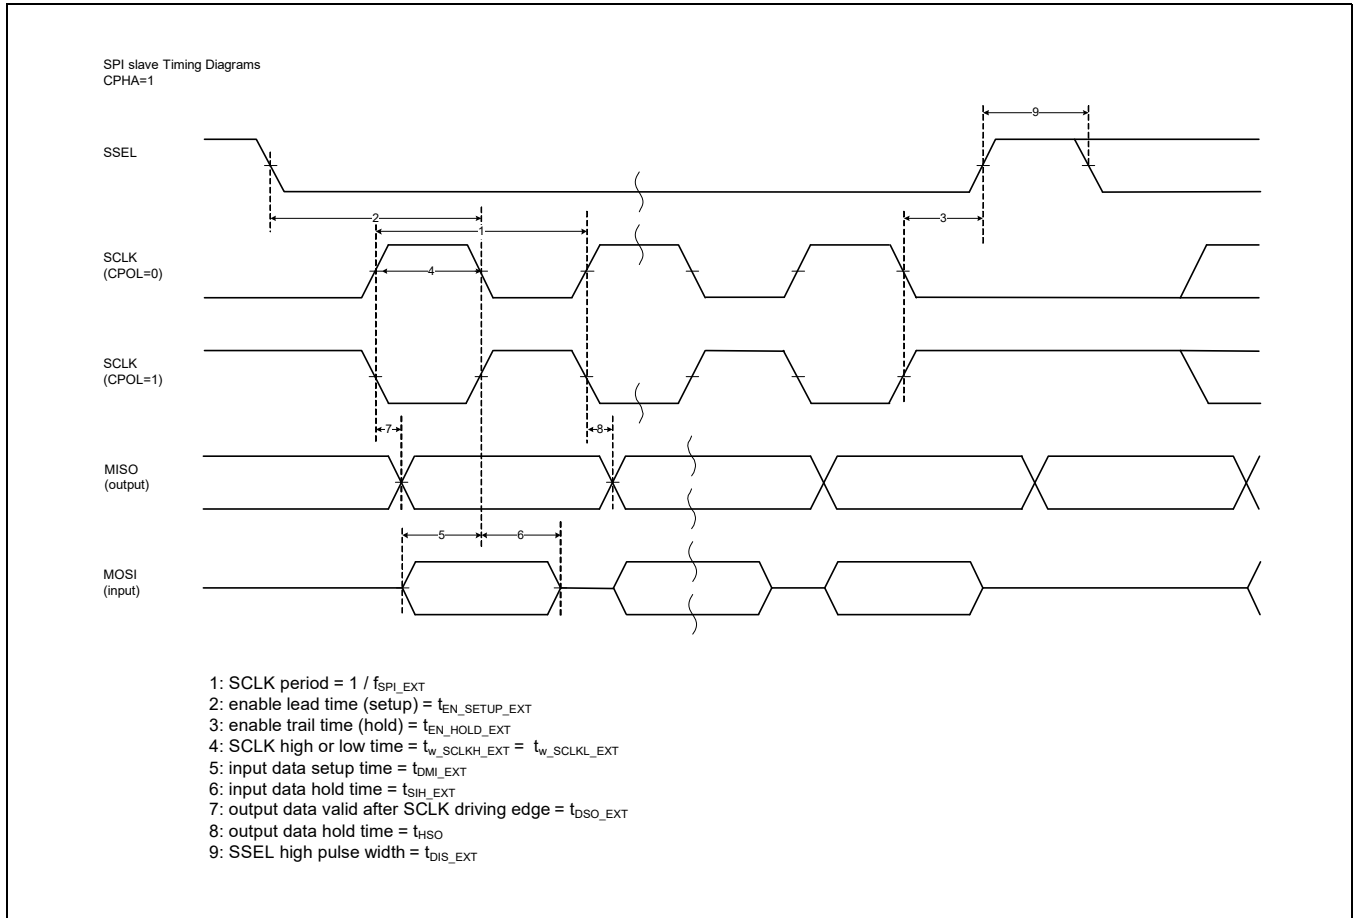 SPI slave Timing Diagrams
CPHA=1
9
SSEL
2
3
1
SCLK
(CPOL=0)
4
SCLK
(CPOL=1)
7
8
MISO
(output)
5
6
MOSI
(input)
1: SCLK period = 1 / fSPI_EXT
2: enable lead time (setup) = tEN_SETUP_EXT
3: enable trail time (hold) = tEN_HOLD_EXT
4: SCLK high or low time = tw_SCLKH_EXT = tw_SCLKL_EXT
5: input data setup time = tDMI_EXT
6: input data hold time = tSIH_EXT
7: output data valid after SCLK driving edge = tDSO_EXT
8: output data hold time = tHSO
9: SSEL high pulse width = tDIS_EXT